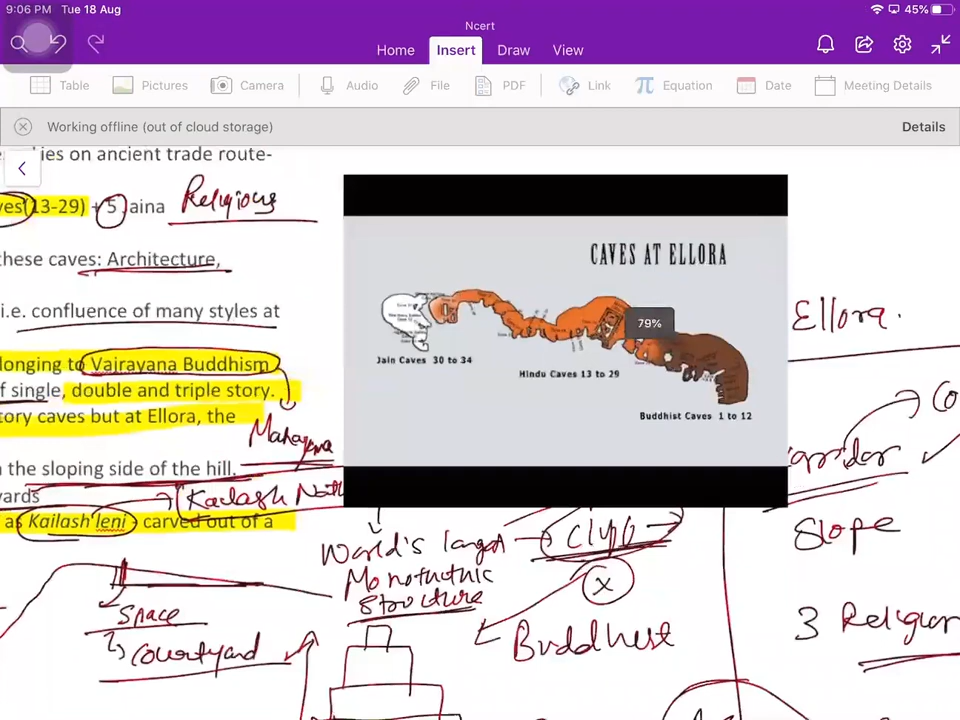 9:06 PM Tue 18 Aug
45%
Ncert
Home Insert Draw View
Table Pictures Camera Audio File PDF Link Equation Date Meeting Details
Working offline (out of cloud storage) Details
ies on ancient trade route-
ves(13-29) + 5 Jaina Religious
these caves: Architecture,
i.e. confluence of many styles at
longing to Vajrayana Buddhism
f single, double and triple story.
tory caves but at Ellora, the
Mahayana
n the sloping side of the hill.
vards
Kailash Nath
as Kailash leni - carved out of a
CAVES AT ELLORA
79%
Jain Caves 30 to 34
Hindu Caves 13 to 29
Buddhist Caves 1 to 12
Ellora.
Co
Slope
3 Religion
World's largest
Structure
x
Buddhist
Space
Courtyard